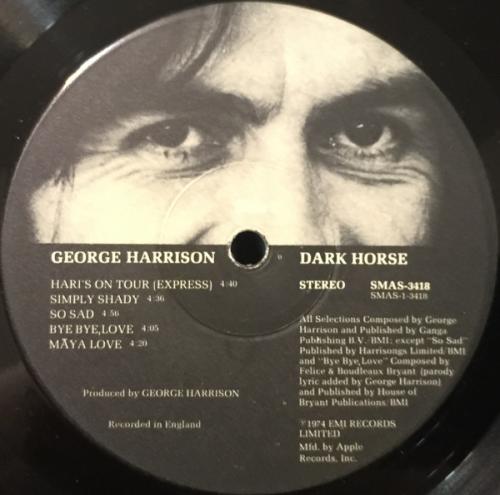 GEORGE HARRISON
HARI'S ON TOUR (EXPRESS) 4:40
SIMPLY SHADY 4:36
SO SAD 4:56
BYE BYE, LOVE 4:05
MĀYA LOVE 4:20
Produced by GEORGE HARRISON
Recorded in England
DARK HORSE
STEREO SMAS-3418
SMAS-1-3418
All Selections Composed by George
Harrison and Published by Ganga
Publishing B.V./BMI; except "So Sad"
Published by Harrisongs Limited/BMI
and "Bye Bye, Love" Composed by
Felice & Boudleaux Bryant (parody
lyric added by George Harrison)
and Published by House of
Bryant Publications/BMI
℗1974 EMI RECORDS
LIMITED
Mfd. by Apple
Records, Inc.